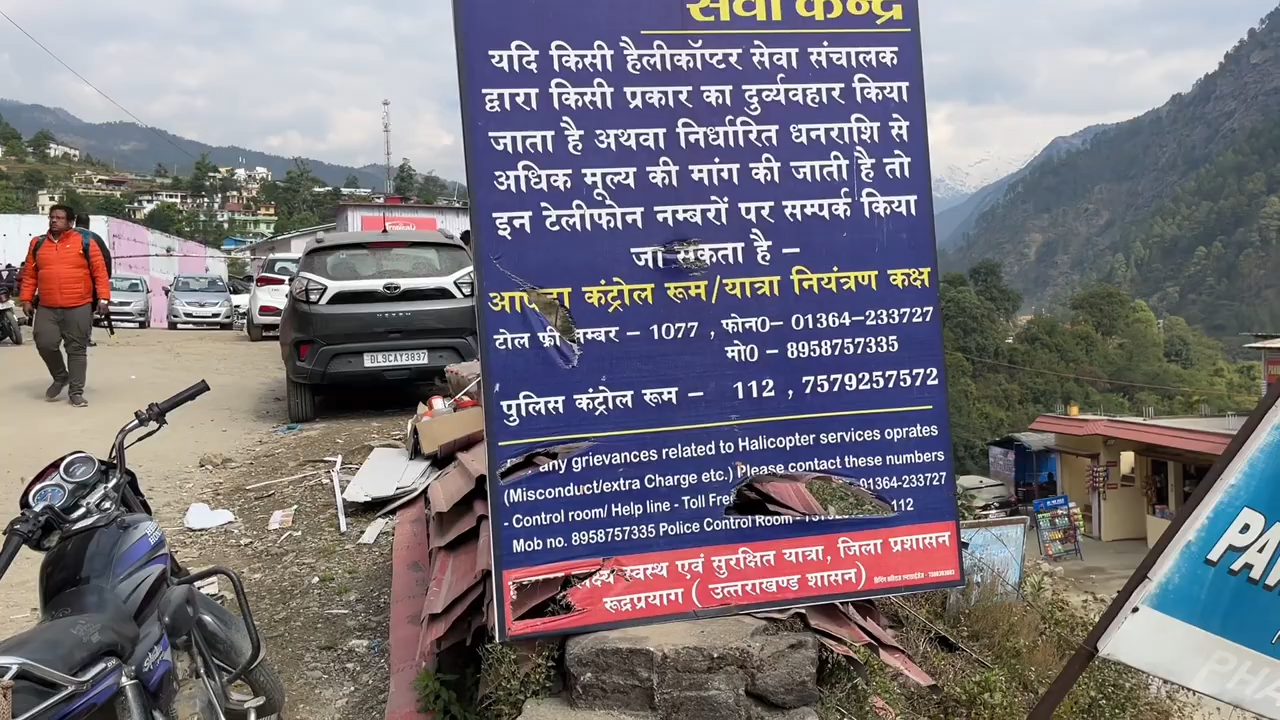 सेवा केन्द्र
यदि किसी हैलीकॉप्टर सेवा संचालक
द्वारा किसी प्रकार का दुर्व्यवहार किया
जाता है अथवा निर्धारित धनराशि से
अधिक मूल्य की मांग की जाती है तो
इन टेलीफोन नम्बरों पर सम्पर्क किया
जा सकता है –
कंट्रोल रूम/यात्रा नियंत्रण कक्ष
टोल फ्री नम्बर – 1077 , फोन0– 01364–233727
मो0 – 8958757335
पुलिस कंट्रोल रूम – 112 , 7579257572
any grievances related to Halicopter services oprates
(Misconduct/extra Charge etc.) Please contact these numbers
- Control room/ Help line - Toll Free 01364-233727
Mob no. 8958757335 Police Control Room - 112
स्वस्थ एवं सुरक्षित यात्रा, जिला प्रशासन
रूद्रप्रयाग ( उत्तराखण्ड शासन)
DL9CAY3837